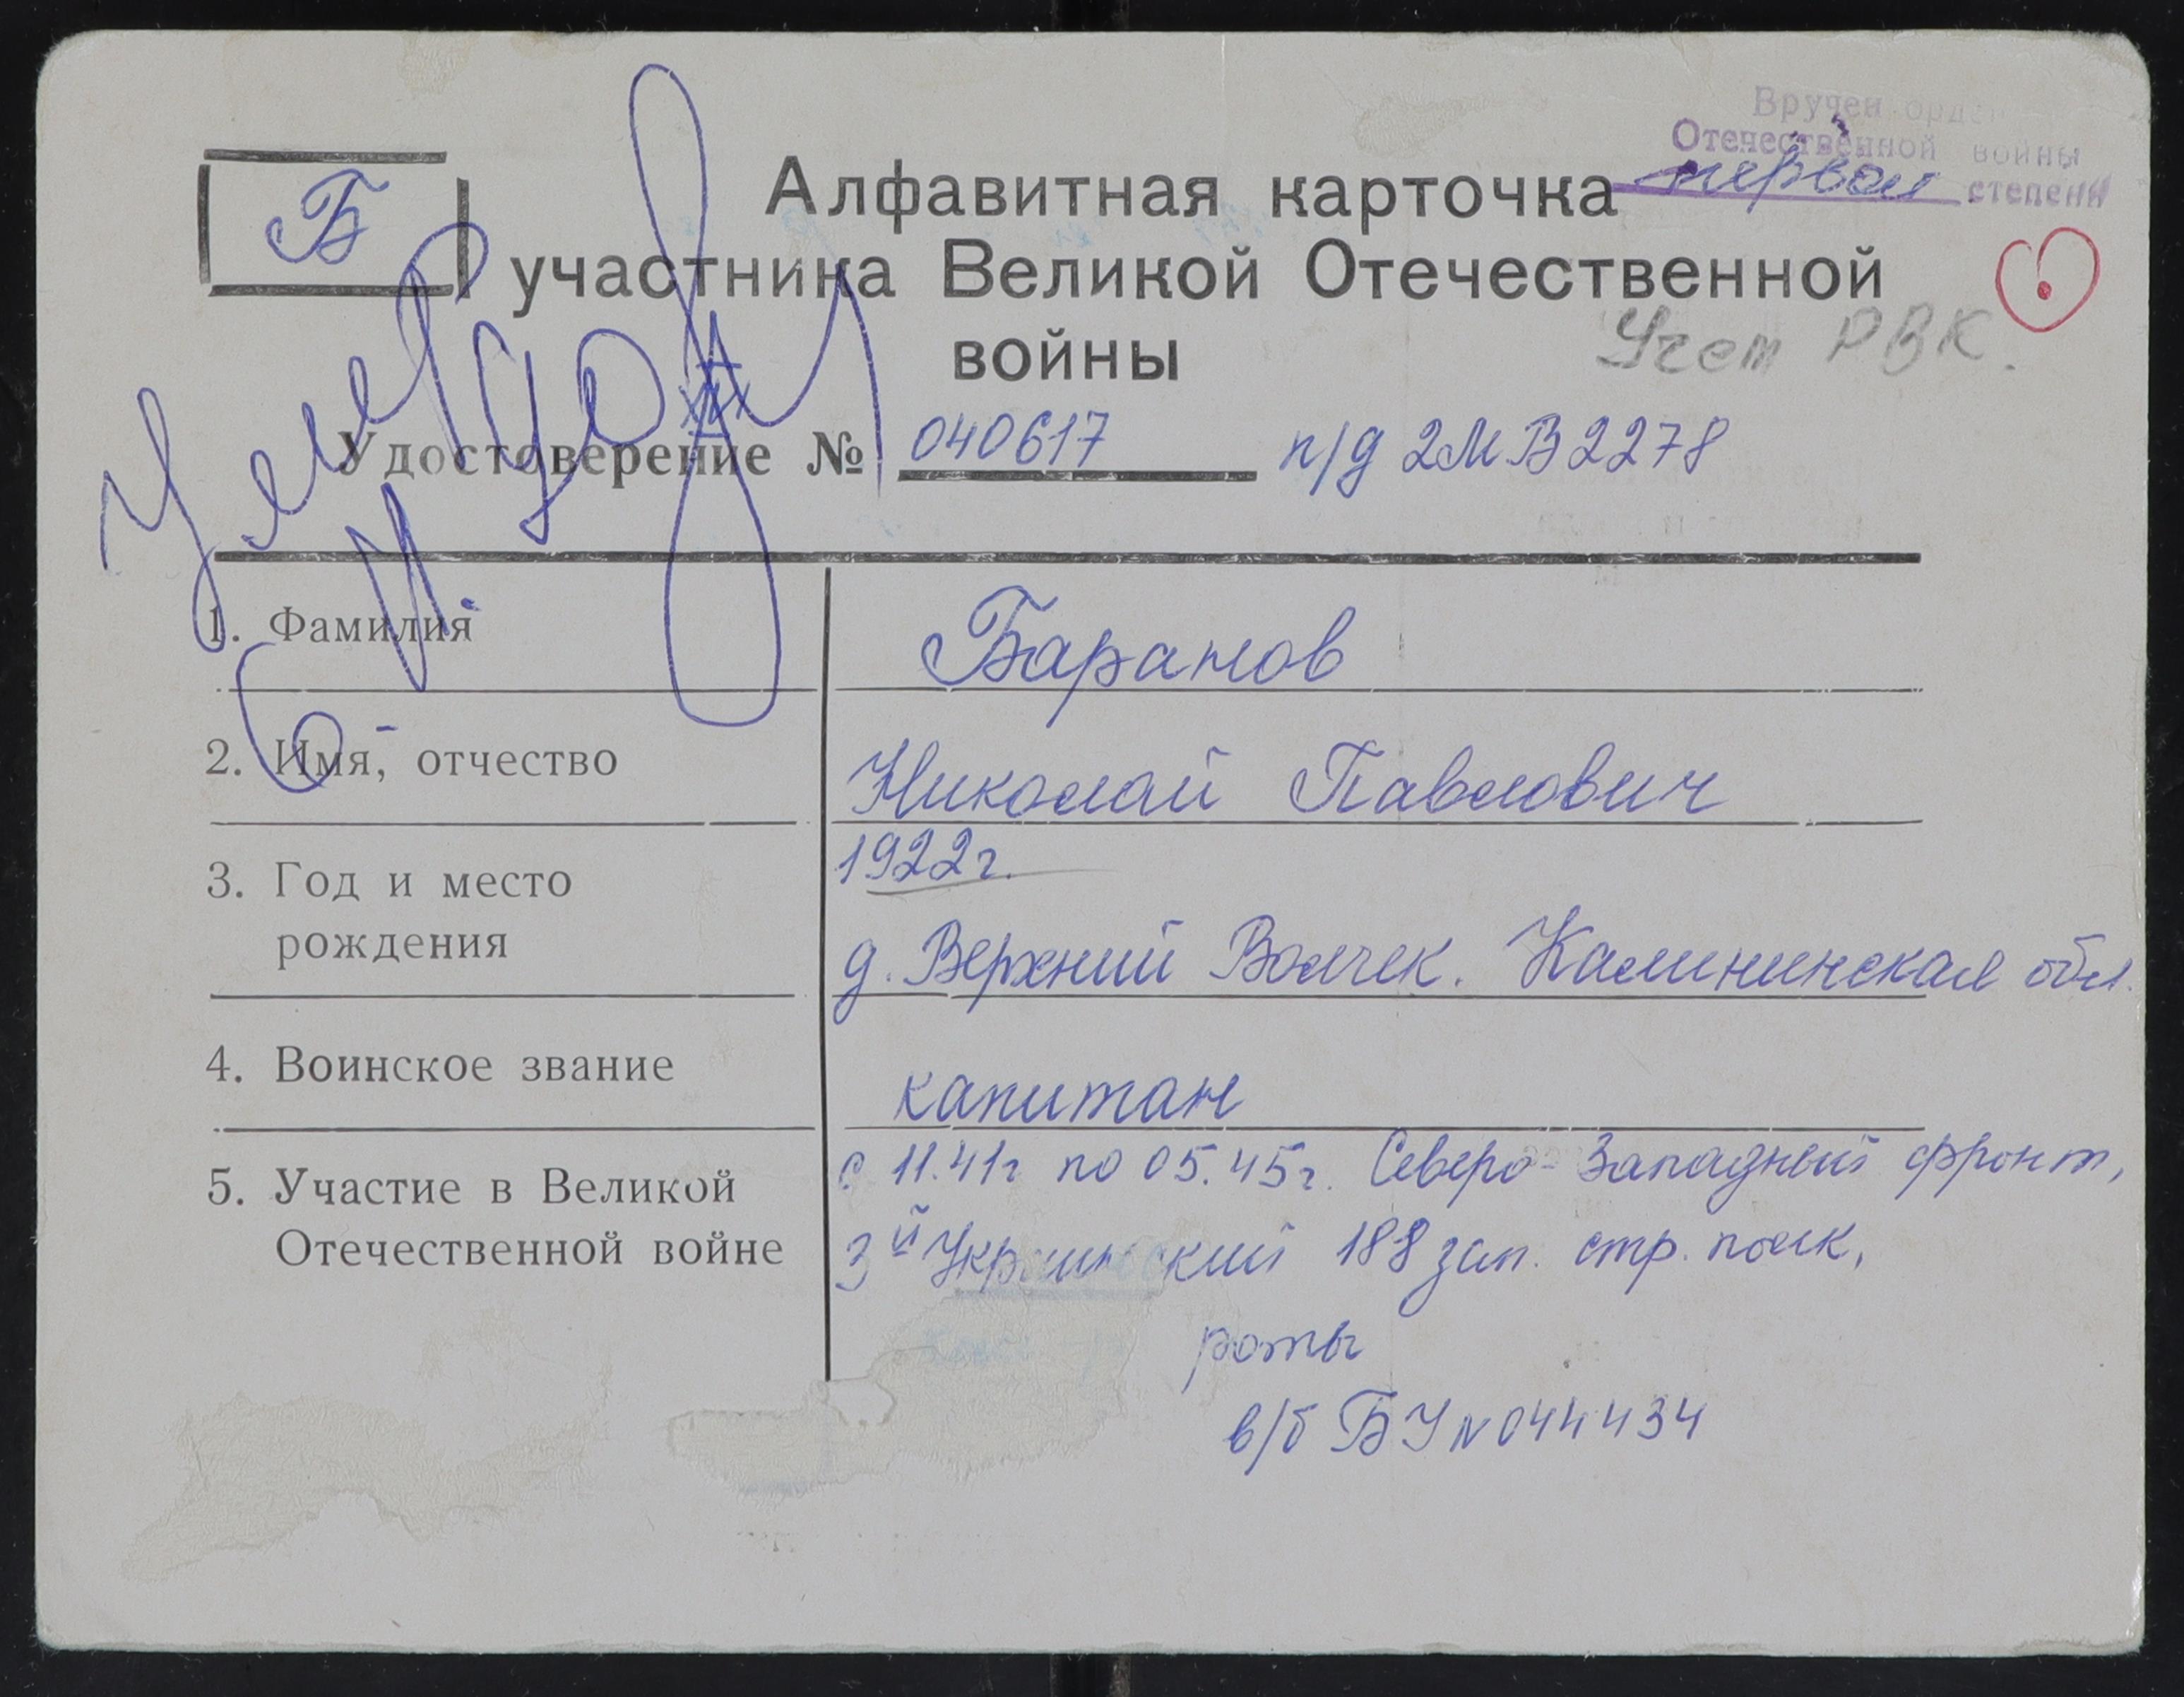 Вручен орден
Отечественной войны
первой степени
Б
Алфавитная карточка
участника Великой Отечественной
войны
Учет РВК.
Удостоверение № 040617 п/д 2МВ2278
1. Фамилия Баранов
2. Имя, отчество Николай Павлович
3. Год и место 1922г.
рождения д. Верхний Волчек. Калининская обл.
4. Воинское звание капитан
5. Участие в Великой с 11.41г по 05.45г. Северо-Западный фронт,
Отечественной войне 3й Украинский 188 зап. стр. полк,
роты
в/б БУ N 044434